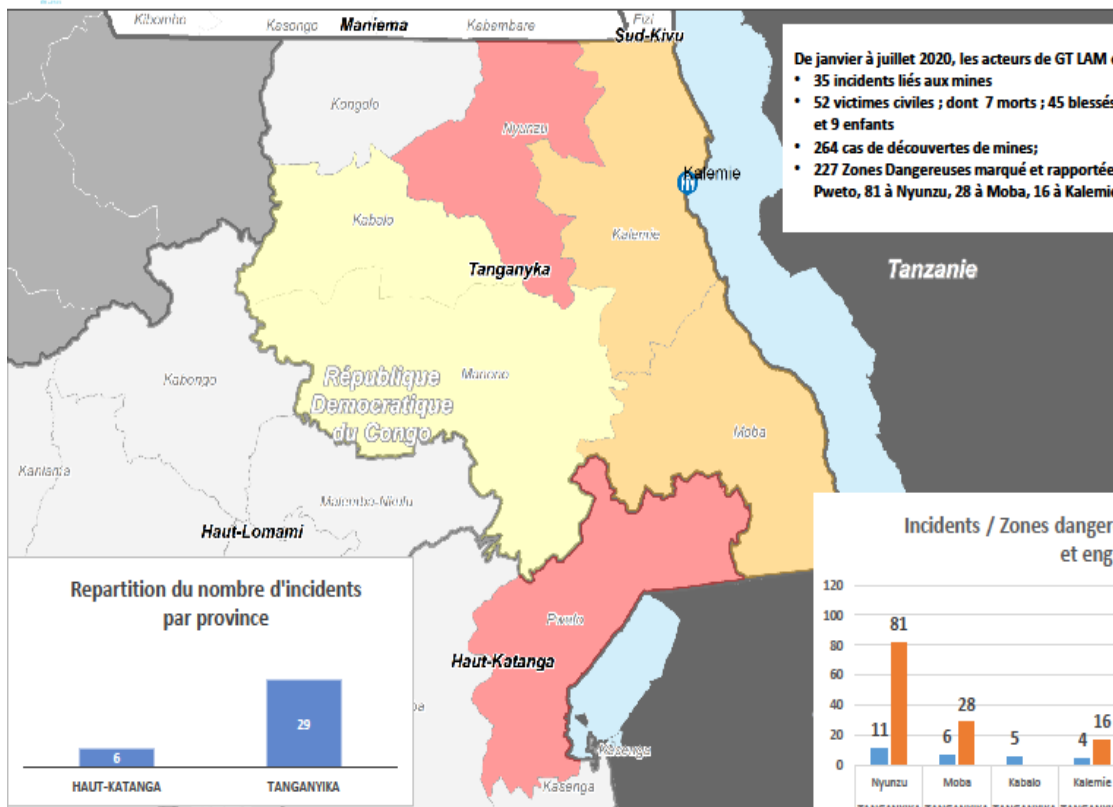 Kibombo
Kasongo
Maniema
Kabambare
Fizi
Sud-Kivu
De janvier à juillet 2020, les acteurs de GT LAM
• 35 incidents liés aux mines
• 52 victimes civiles ; dont 7 morts ; 45 blessés
et 9 enfants
• 264 cas de découvertes de mines;
• 227 Zones Dangereuses marqué et rapportée
Pweto, 81 à Nyunzu, 28 à Moba, 16 à Kalemie
Kongolo
Nyunzu
Kalemie
Kabalo
Kalemie
Tanganyka
Tanzanie
Kabongo
République
Democratique
du Congo
Manono
Moba
Kaniama
Malemba-Nkulu
Haut-Lomami
Pweto
Haut-Katanga
Kasenga
Kasenga
Repartition du nombre d'incidents
par province
6
29
HAUT-KATANGA
TANGANYIKA
Incidents / Zones danger
et eng
120
100
80
60
40
20
0
11
81
6
28
5
4
16
Nyunzu
Moba
Kabalo
Kalemie